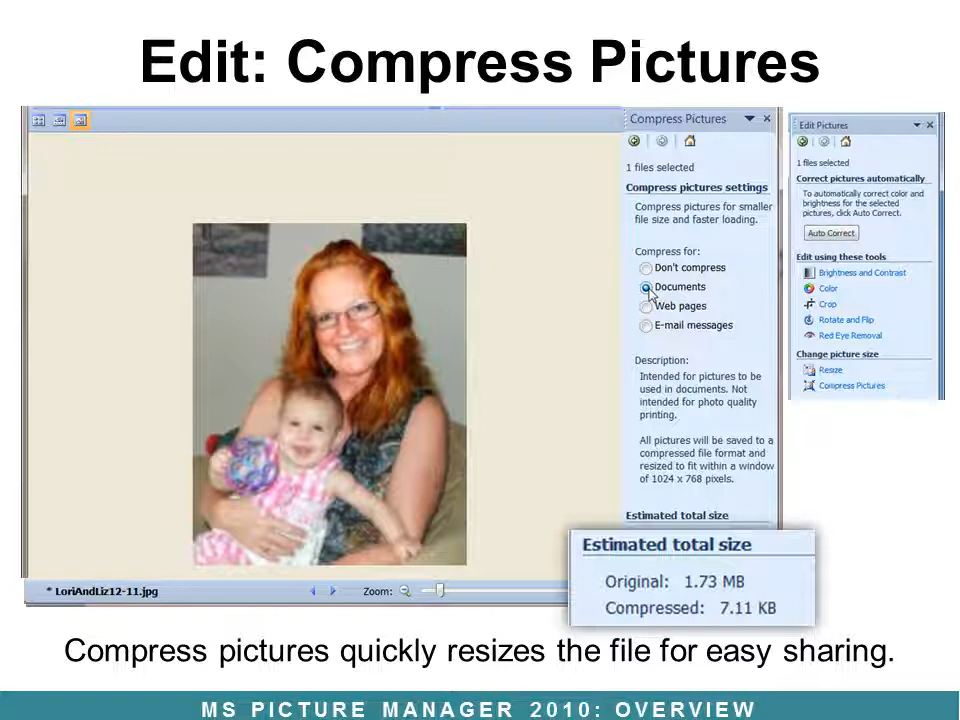 Edit: Compress Pictures
Compress Pictures
1 files selected
Compress pictures settings
Compress pictures for smaller
file size and faster loading.
Compress for:
Don't compress
Documents
Web pages
E-mail messages
Description:
Intended for pictures to be
used in documents. Not
intended for photo quality
printing.
All pictures will be saved to a
compressed file format and
resized to fit within a window
of 1024 x 768 pixels.
Estimated total size
Edit Pictures
1 files selected
Correct pictures automatically
To automatically correct color and
brightness for the selected
pictures, click Auto Correct.
Auto Correct
Edit using these tools
Brightness and Contrast
Color
Crop
Rotate and Flip
Red Eye Removal
Change picture size
Resize
Compress Pictures
Estimated total size
Original: 1.73 MB
Compressed: 7.11 KB
* LoriAndLiz12-11.jpg
Zoom:
Compress pictures quickly resizes the file for easy sharing.
MS PICTURE MANAGER 2010: OVERVIEW